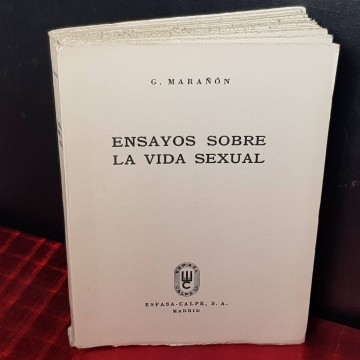 G. MARAÑÓN
ENSAYOS SOBRE
LA VIDA SEXUAL
ESPASA-CALPE, S. A.
MADRID